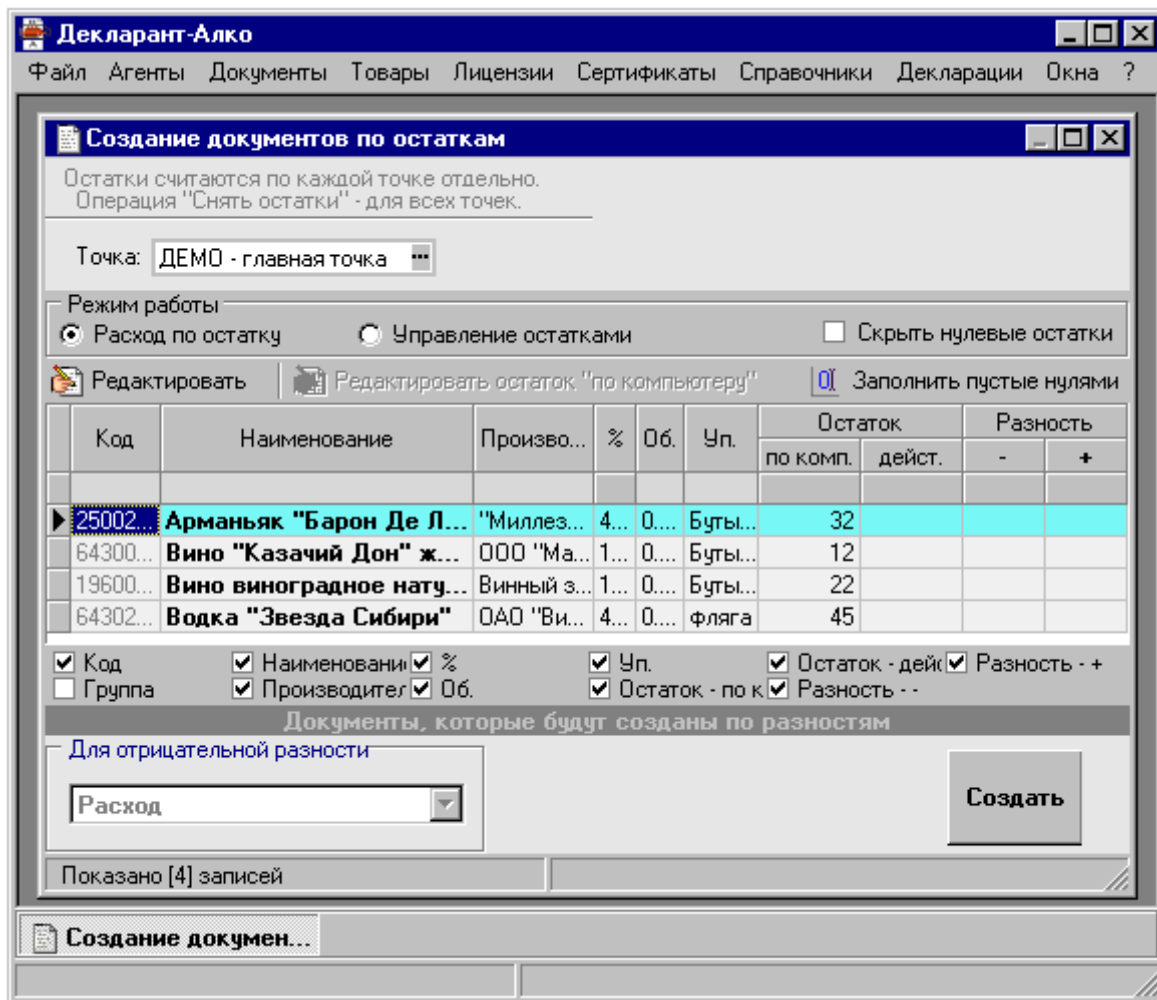 Декларант-Алко
Файл Агенты Документы Товары Лицензии Сертификаты Справочники Декларации Окна ?
Создание документов по остаткам
Остатки считаются по каждой точке отдельно.
Операция "Снять остатки" - для всех точек.
Точка: ДЕМО - главная точка ...
Режим работы
Расход по остатку Управление остатками Скрыть нулевые остатки
Редактировать Редактировать остаток "по компьютеру" Заполнить пустые нулями
Код Наименование Произво... % Об. Уп. Остаток Разность
по комп. дейст. - +
25002... Арманьяк "Барон Де Л... "Миллез... 4... 0.... Буты... 32
64300... Вино "Казачий Дон" ж... ООО "Ма... 1... 0.... Буты... 12
19600... Вино виноградное нату... Винный з... 1... 0.... Буты... 22
64302... Водка "Звезда Сибири" ОАО "Ви... 4... 0.... фляга 45
Код Наименовани % Уп. Остаток - дей Разность - +
Группа Производител Об. Остаток - по к Разность - -
Документы, которые будут созданы по разностям
Для отрицательной разности
Расход
Создать
Показано [4] записей
Создание докумен...